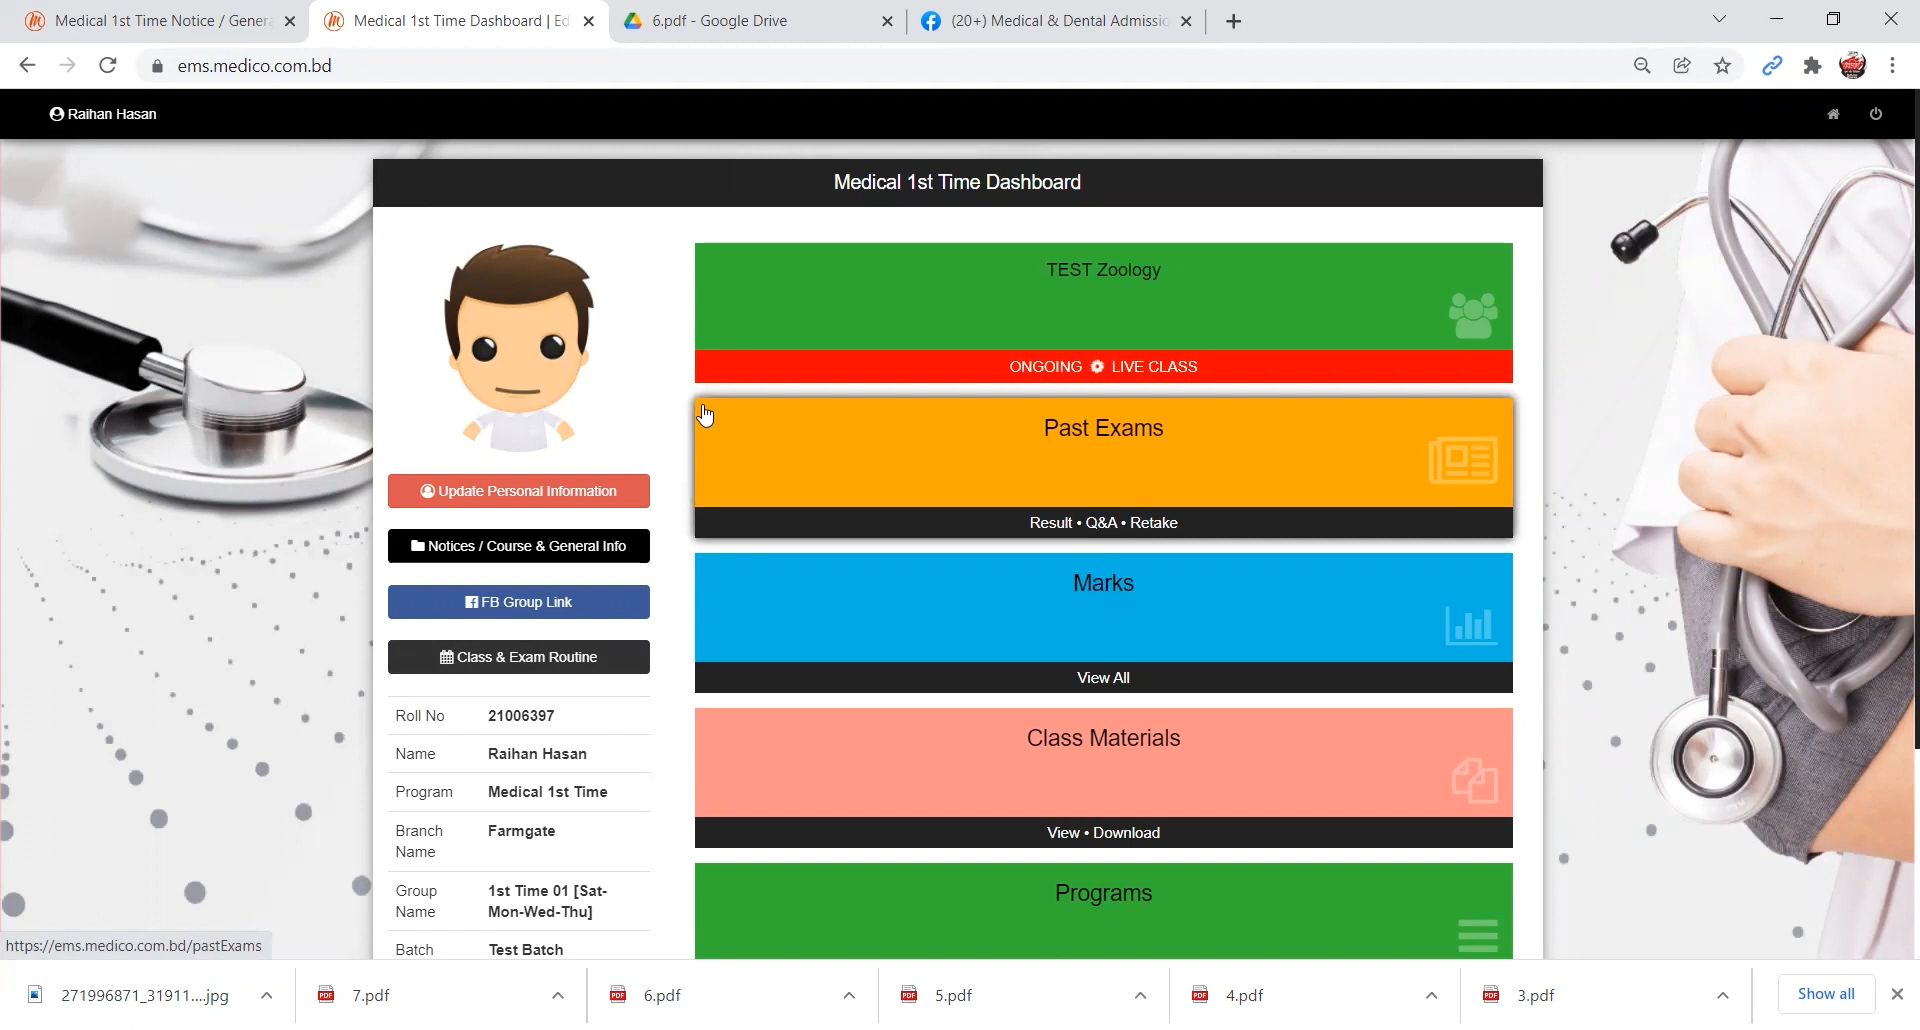 Medical 1st Time Notice / Genera
Medical 1st Time Dashboard | Ed
6.pdf - Google Drive
(20+) Medical & Dental Admissio
ems.medico.com.bd
Raihan Hasan
Medical 1st Time Dashboard
TEST Zoology
ONGOING LIVE CLASS
Past Exams
Result • Q&A • Retake
Update Personal Information
Notices / Course & General Info
Marks
FB Group Link
Class & Exam Routine
View All
Roll No 21006397
Class Materials
Name Raihan Hasan
Program Medical 1st Time
Branch Name Farmgate
View • Download
Group Name 1st Time 01 [Sat-
Mon-Wed-Thu]
Programs
Batch Test Batch
https://ems.medico.com.bd/pastExams
271996871_31911....jpg
7.pdf
6.pdf
5.pdf
4.pdf
3.pdf
Show all